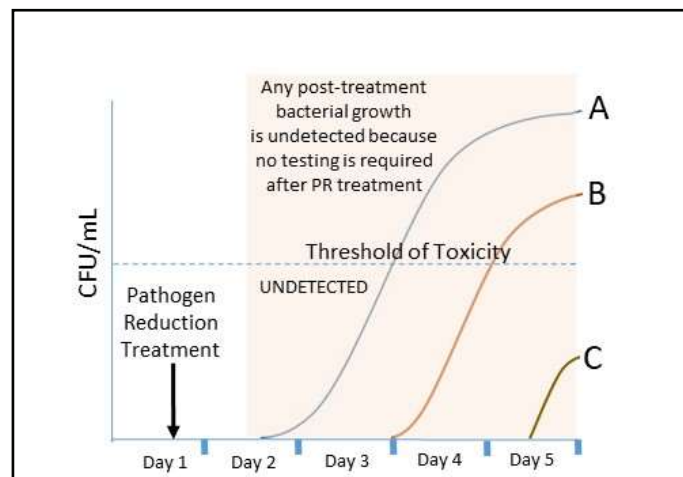 Any post-treatment
bacterial growth
is undetected because
no testing is required
after PR treatment
A
B
CFU/mL
Threshold of Toxicity
UNDETECTED
Pathogen
Reduction
Treatment
C
Day 1
Day 2
Day 3
Day 4
Day 5